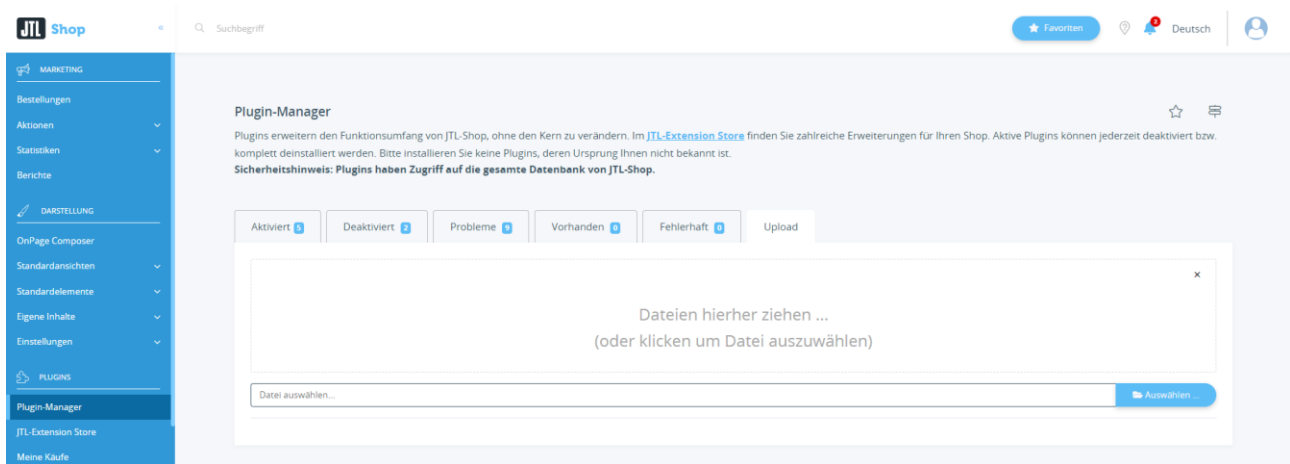 JTL Shop
«
Suchbegriff
Favoriten
Deutsch
MARKETING
Bestellungen
Aktionen
Statistiken
Berichte
DARSTELLUNG
OnPage Composer
Standardansichten
Standardelemente
Eigene Inhalte
Einstellungen
PLUGINS
Plugin-Manager
JTL-Extension Store
Meine Käufe
Plugin-Manager
Plugins erweitern den Funktionsumfang von JTL-Shop, ohne den Kern zu verändern. Im JTL-Extension Store finden Sie zahlreiche Erweiterungen für Ihren Shop. Aktive Plugins können jederzeit deaktiviert bzw.
komplett deinstalliert werden. Bitte installieren Sie keine Plugins, deren Ursprung Ihnen nicht bekannt ist.
Sicherheitshinweis: Plugins haben Zugriff auf die gesamte Datenbank von JTL-Shop.
Aktiviert 5 Deaktiviert 2 Probleme 9 Vorhanden 0 Fehlerhaft 0 Upload
×
Dateien hierher ziehen ...
(oder klicken um Datei auszuwählen)
Datei auswählen...
Auswählen ...